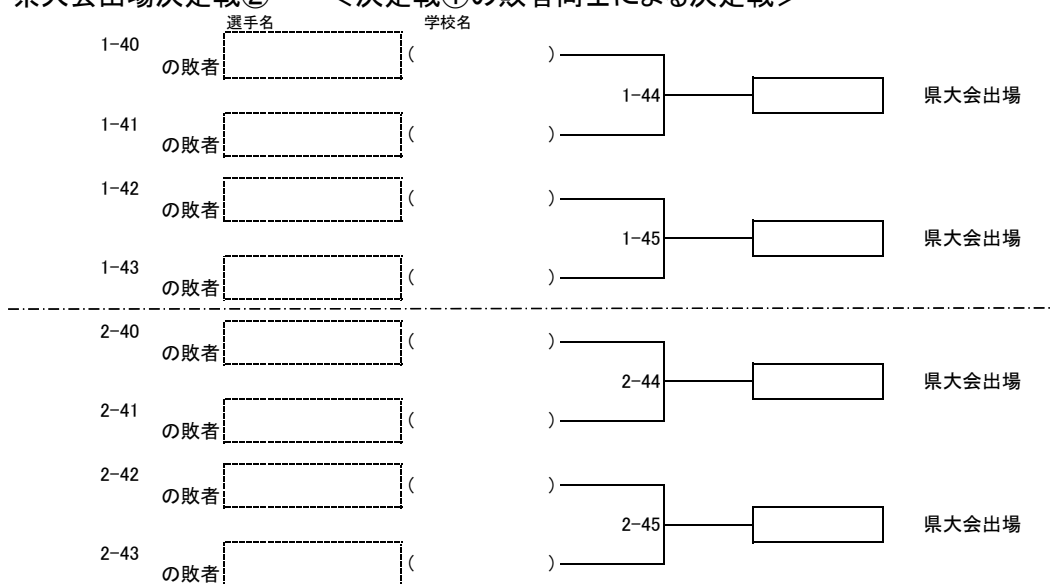 県大会出場決定戦② <決定戦①の敗者同士による決定戦>
選手名 学校名
1-40
の敗者 ( )
1-44 県大会出場
1-41
の敗者 ( )
1-42
の敗者 ( )
1-45 県大会出場
1-43
の敗者 ( )
2-40
の敗者 ( )
2-44 県大会出場
2-41
の敗者 ( )
2-42
の敗者 ( )
2-45 県大会出場
2-43
の敗者 ( )